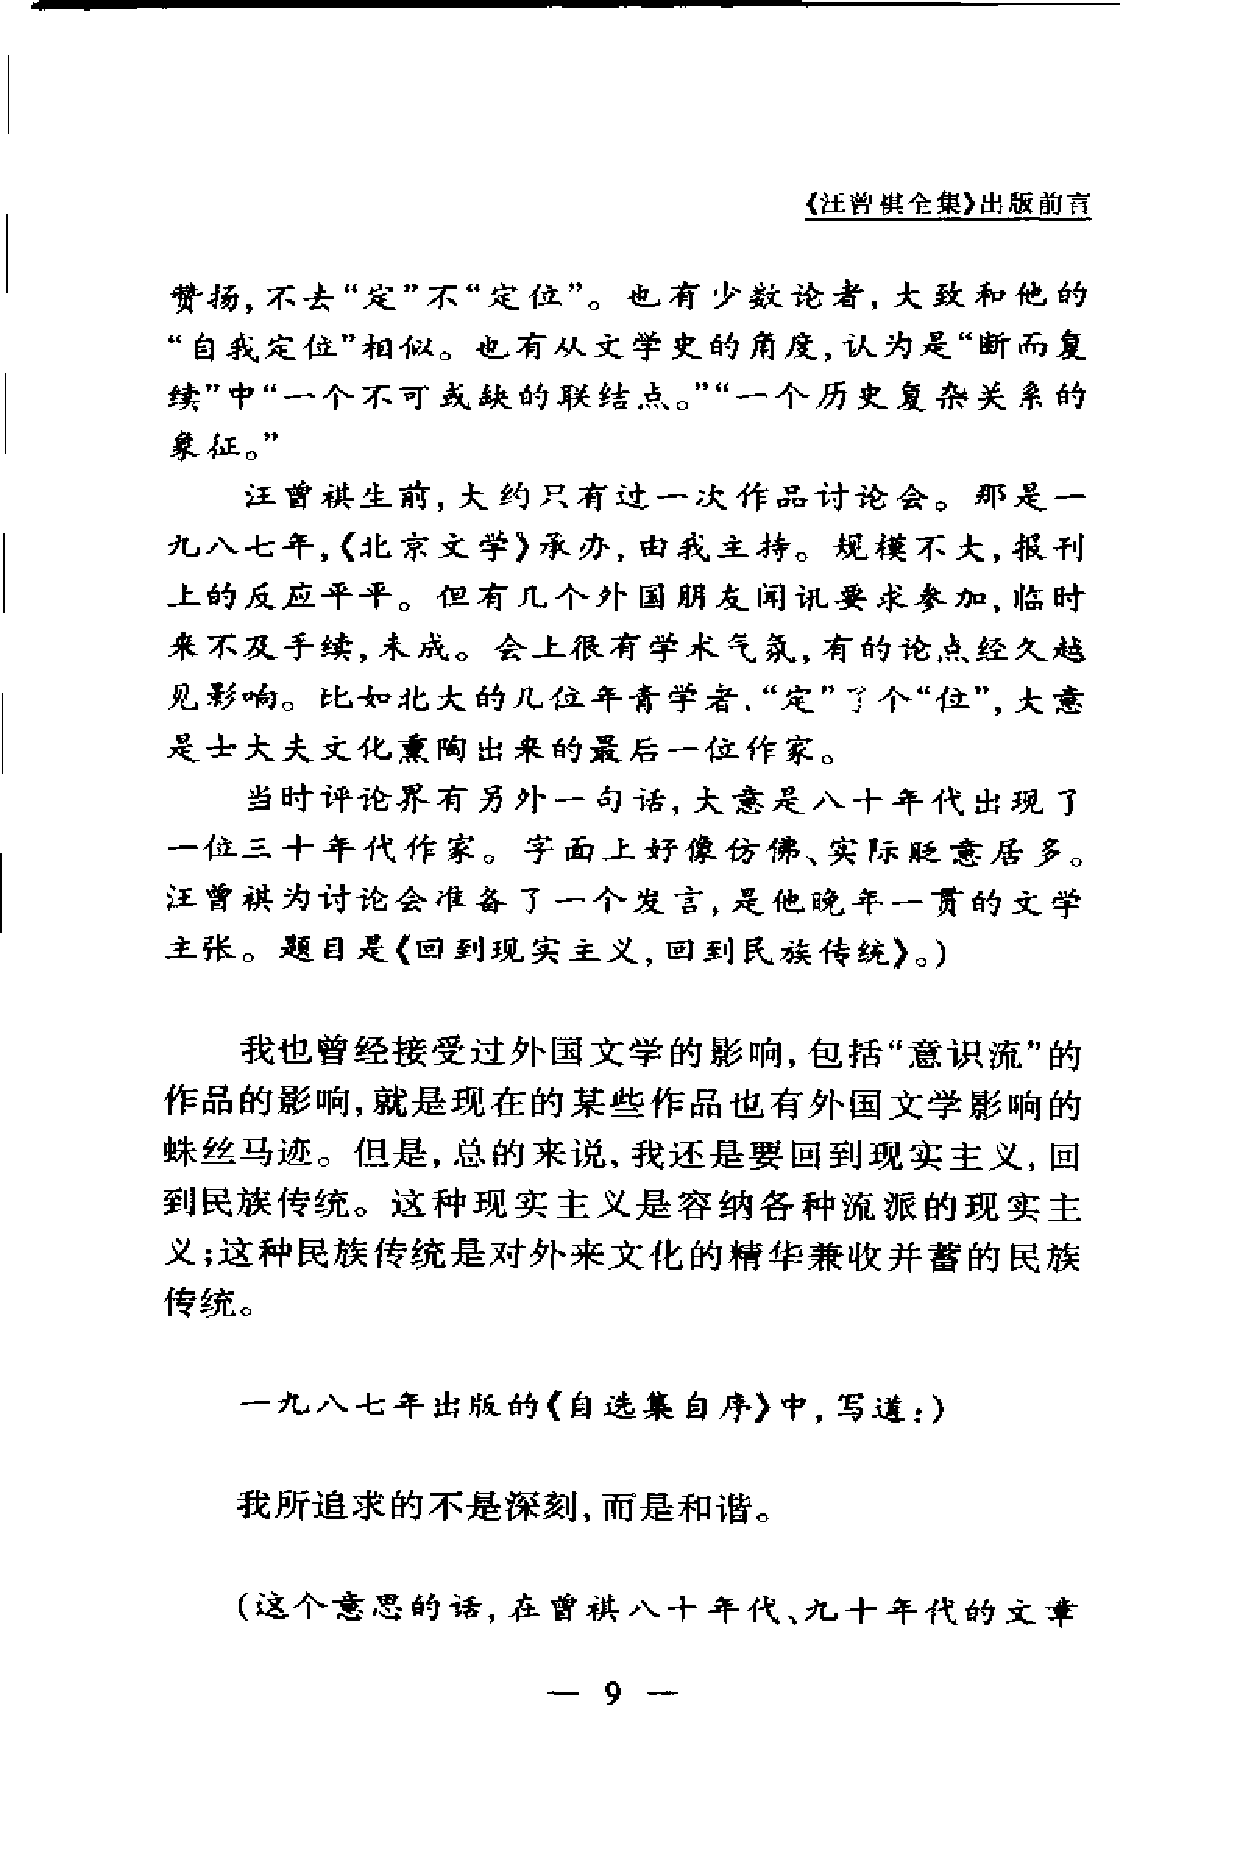 《汪曾祺全集》出版前言
赞扬,不去“定”不“定位”。也有少数论者,大致和他的
“自我定位”相似。也有从文学史的角度,认为是“断而复
续”中“一个不可或缺的联结点。”“一个历史复杂关系的
象征。”
汪曾祺生前,大约只有过一次作品讨论会。那是一
九八七年,《北京文学》承办,由我主持。规模不大,报刊
上的反应平平。但有几个外国朋友闻讯要求参加,临时
来不及手续,未成。会上很有学术气氛,有的论点经久越
见影响。比如北大的几位年青学者,“定”了个“位”,大意
是士大夫文化熏陶出来的最后一位作家。
当时评论界有另外一句话,大意是八十年代出现了
一位三十年代作家。字面上好像仿佛、实际贬意居多。
汪曾祺为讨论会准备了一个发言,是他晚年一贯的文学
主张。题目是《回到现实主义,回到民族传统》。)
我也曾经接受过外国文学的影响,包括“意识流”的
作品的影响,就是现在的某些作品也有外国文学影响的
蛛丝马迹。但是,总的来说,我还是要回到现实主义,回
到民族传统。这种现实主义是容纳各种流派的现实主
义;这种民族传统是对外来文化的精华兼收并蓄的民族
传统。
一九八七年出版的《自选集自序》中,写道:)
我所追求的不是深刻,而是和谐。
(这个意思的话,在曾祺八十年代、九十年代的文章
— 9 —